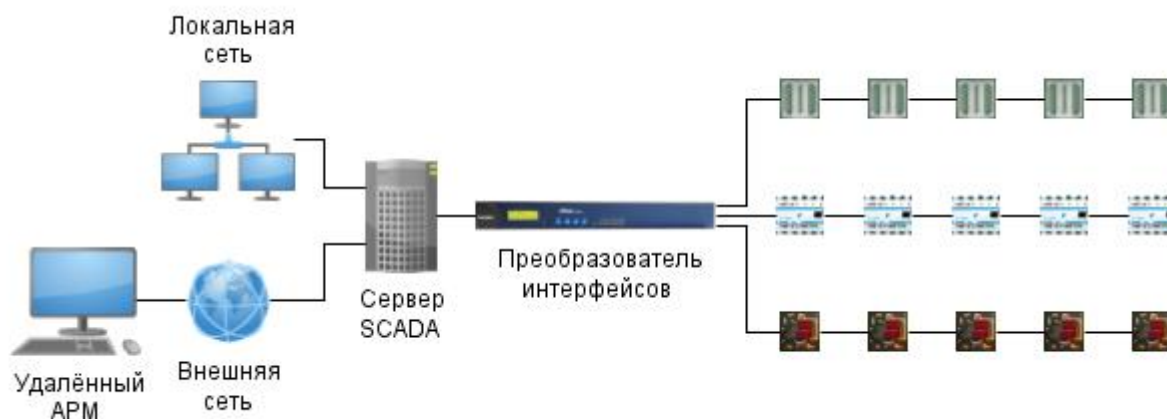 Локальная
сеть
Преобразователь
интерфейсов
Сервер
SCADA
Удалённый
АРМ
Внешняя
сеть